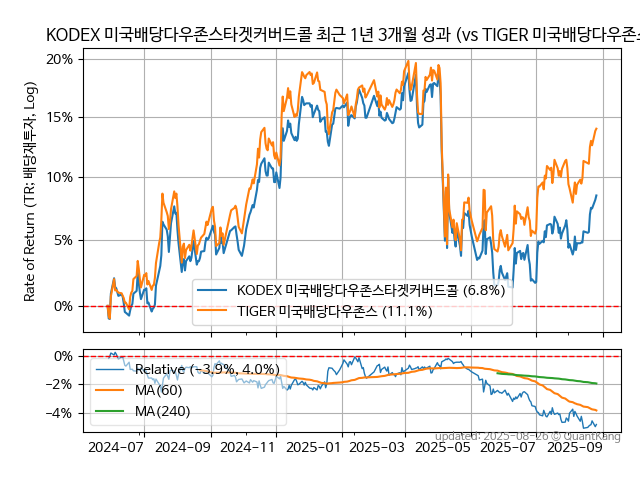 KODEX 미국배당다우존스타겟커버드콜 최근 1년 3개월 성과 (vs TIGER 미국배당다우존스
Rate of Return (TR: 배당재투자, Log)
20%
15%
10%
5%
0%
KODEX 미국배당다우존스타겟커버드콜 (6.8%)
TIGER 미국배당다우존스 (11.1%)
0%
−2%
−4%
Relative (−3.9%, 4.0%)
MA(60)
MA(240)
2024-07
2024-09
2024-11
2025-01
2025-03
2025-05
2025-07
2025-09
updated: 2025-08-26 © QuantKang